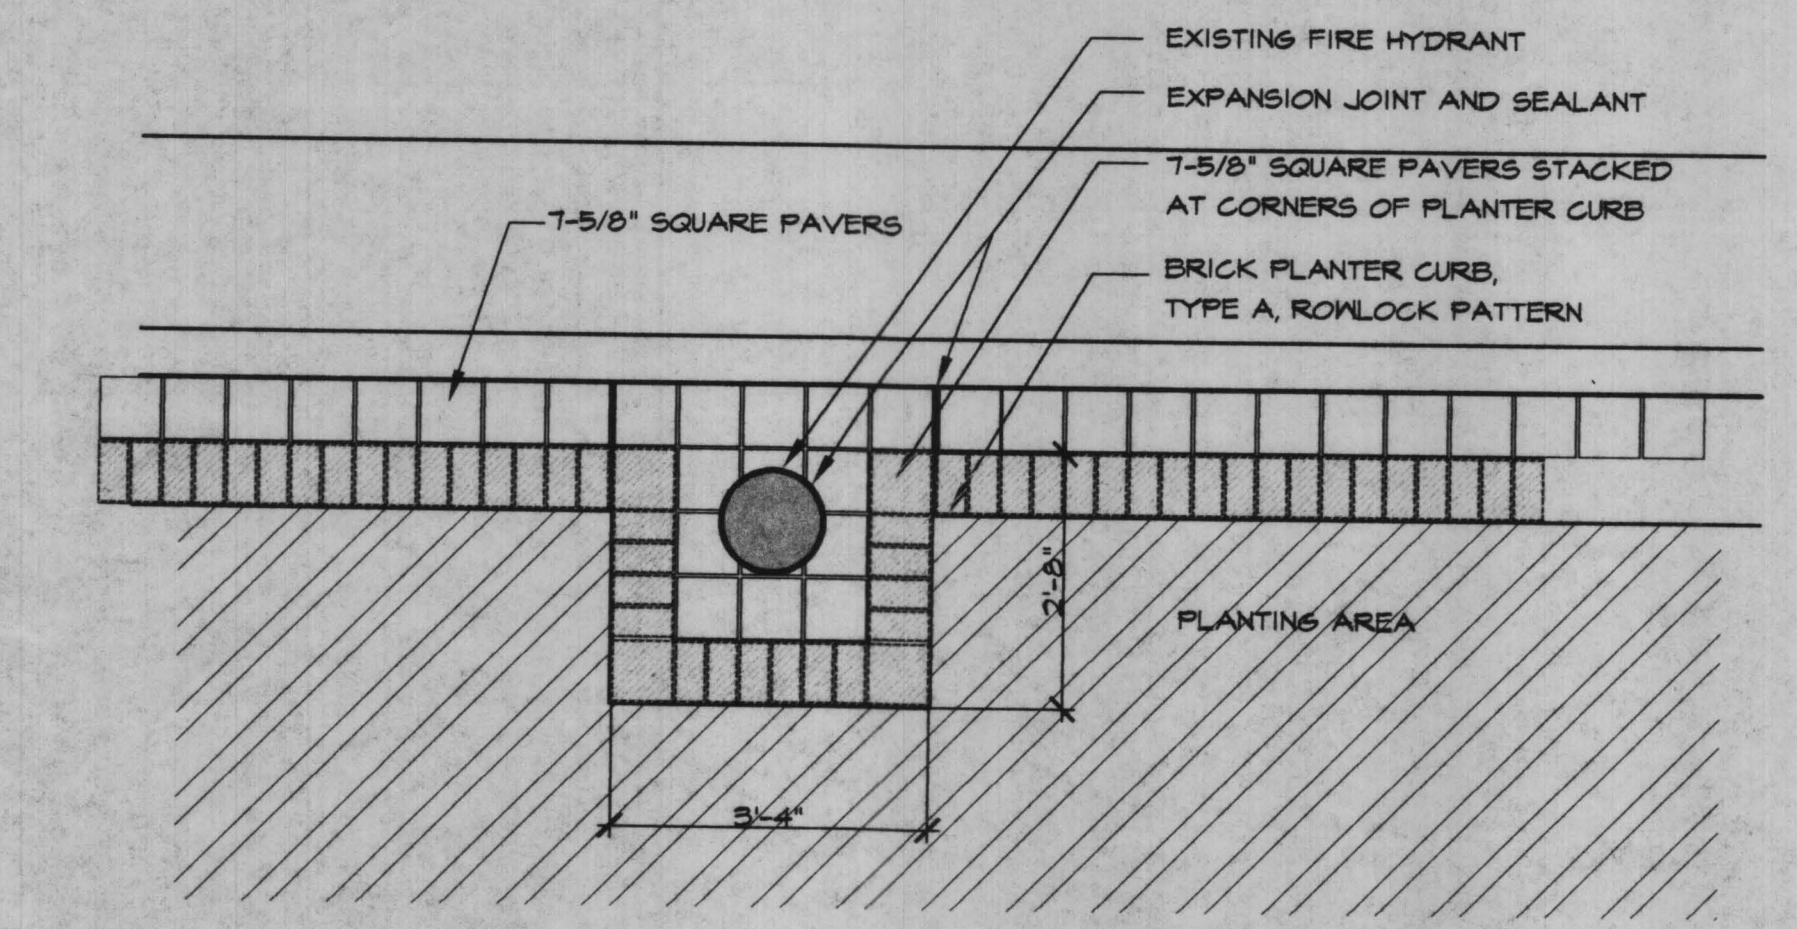 EXISTING FIRE HYDRANT
EXPANSION JOINT AND SEALANT
7-5/8" SQUARE PAVERS STACKED
AT CORNERS OF PLANTER CURB
7-5/8" SQUARE PAVERS
BRICK PLANTER CURB,
TYPE A, ROWLOCK PATTERN
2'-8"
PLANTING AREA
3'-4"